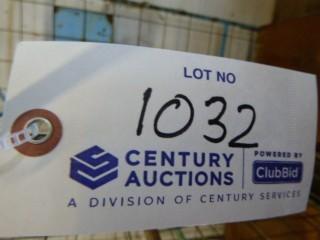 LOT NO
1032
CENTURY AUCTIONS
POWERED BY
ClubBid
A DIVISION OF CENTURY SERVICES